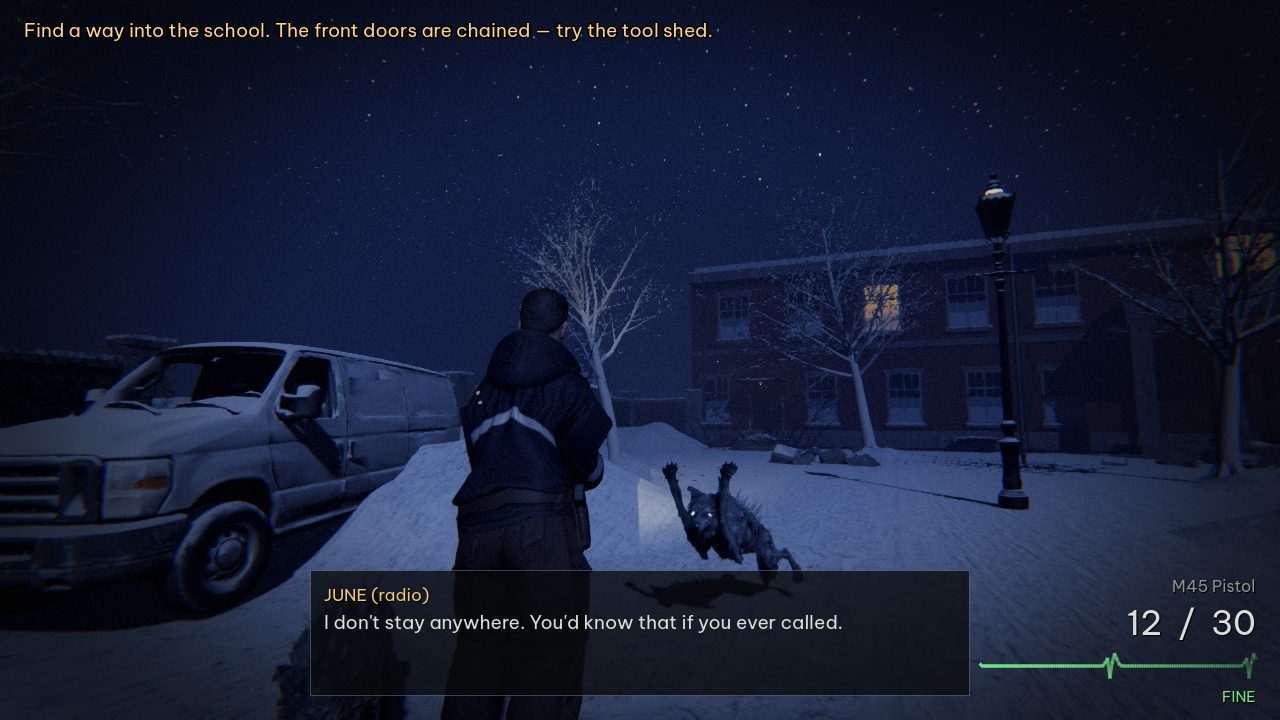 Find a way into the school. The front doors are chained — try the tool shed.
JUNE (radio)
I don't stay anywhere. You'd know that if you ever called.
M45 Pistol
12 / 30
FINE